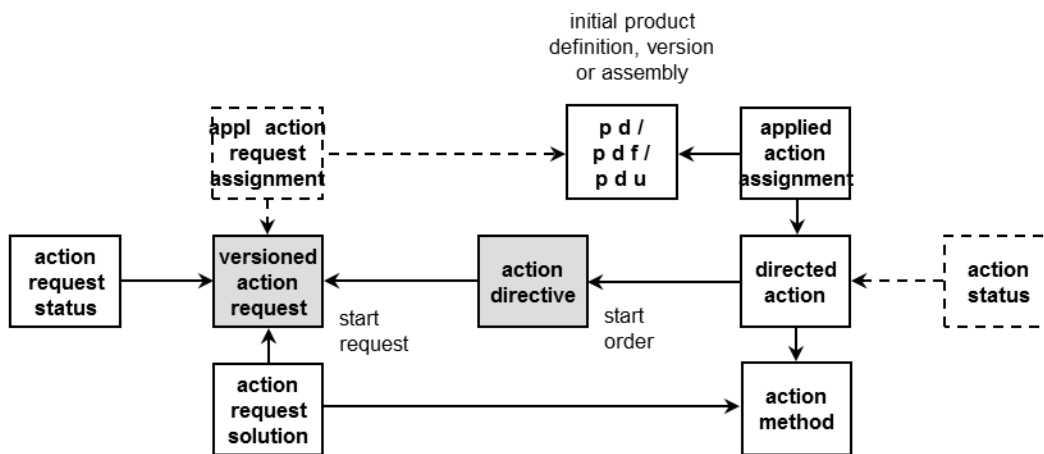 initial product
definition, version
or assembly
appl action
request
assignment
p d /
p d f /
p d u
applied
action
assignment
action
request
status
versioned
action
request
start
request
action
directive
start
order
directed
action
action
status
action
request
solution
action
method